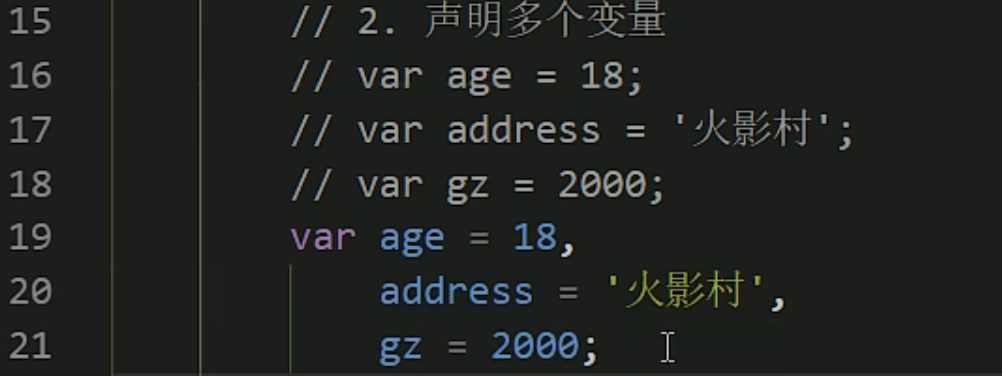 15 // 2. 声明多个变量
16 // var age = 18;
17 // var address = '火影村';
18 // var gz = 2000;
19 var age = 18,
20 address = '火影村',
21 gz = 2000;